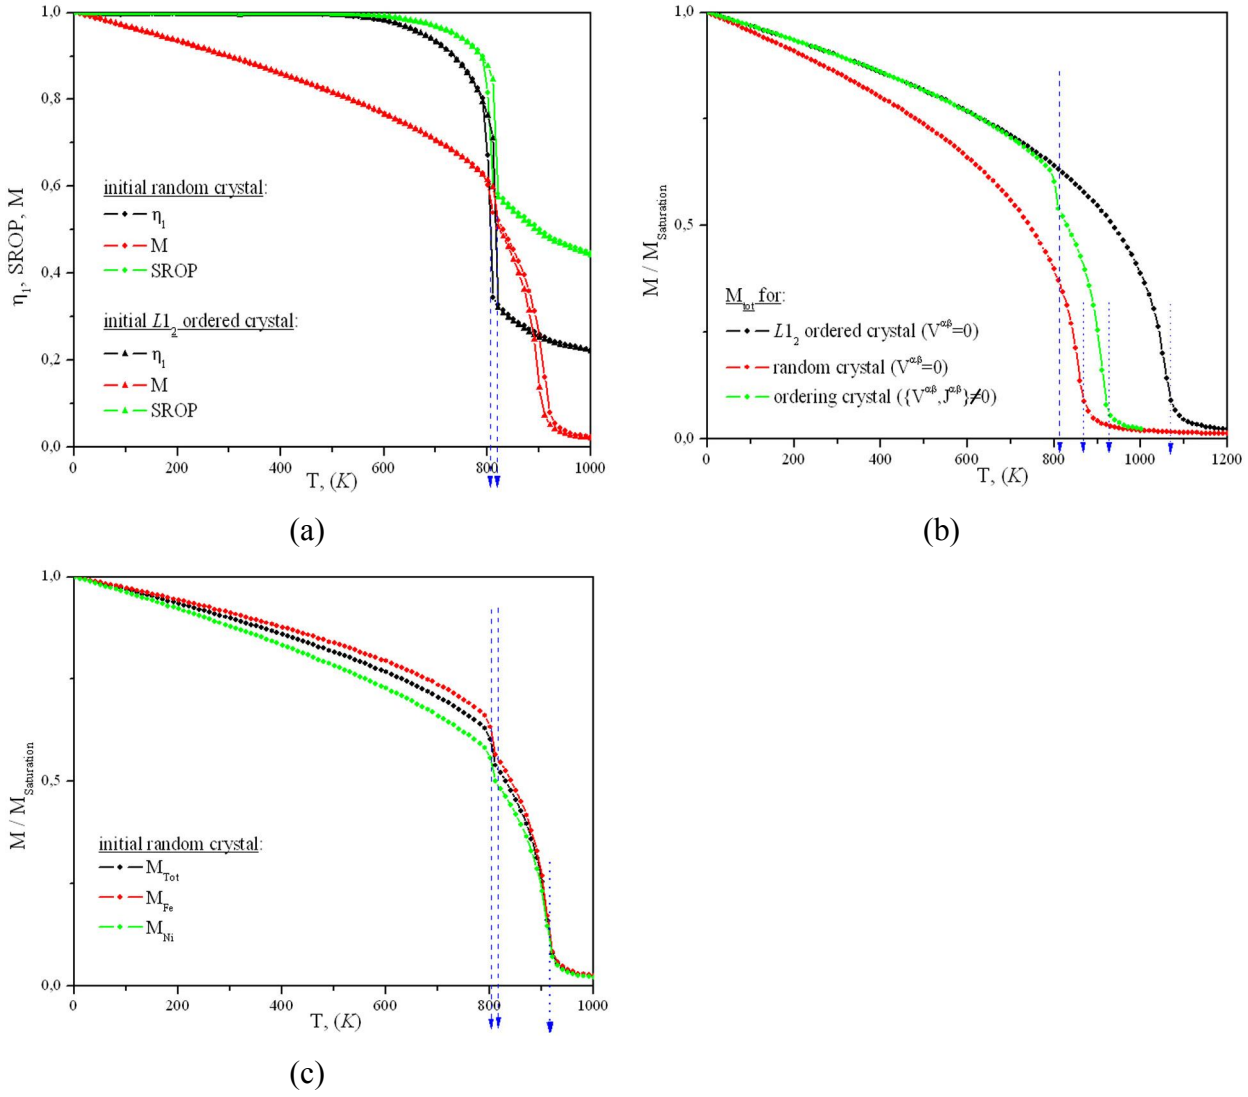 1,0
0,8
0,6
0,4
0,2
0,0
η1, SROP, M
initial random crystal:
η1
M
SROP
initial L12 ordered crystal:
η1
M
SROP
0 200 400 600 800 1000
T, (K)
(a)
1,0
0,5
0,0
M / MSaturation
Mtot for:
L12 ordered crystal (Vαβ=0)
random crystal (Vαβ=0)
ordering crystal ({Vαβ,Jαβ}≠0)
0 200 400 600 800 1000 1200
T, (K)
(b)
1,0
0,5
0,0
M / MSaturation
initial random crystal:
MTot
MFe
MNi
0 200 400 600 800 1000
T, (K)
(c)